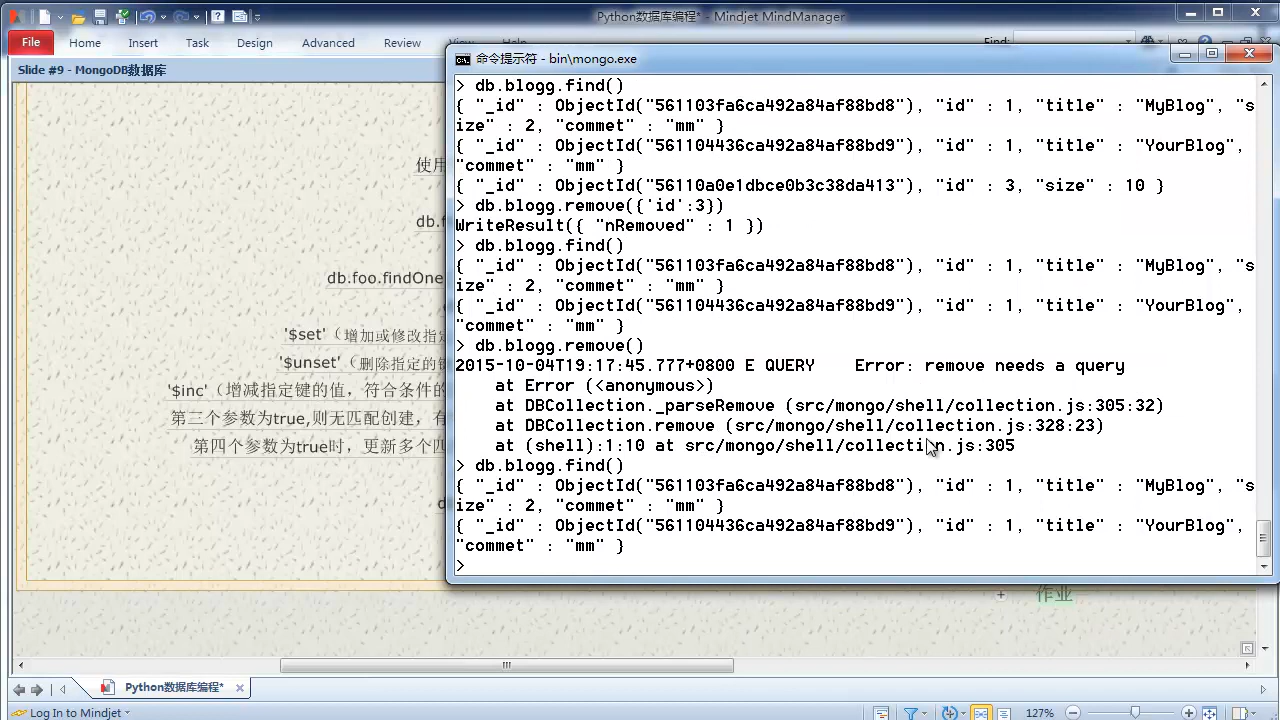 Python数据库编程* - Mindjet MindManager
File Home Insert Task Design Advanced Review View Find:
Slide #9 - MongoDB数据库
使用
db.f
db.foo.findOne
'$set'（增加或修改指定
'$unset'（删除指定的键
'$inc'（增减指定键的值，符合条件的
第三个参数为true,则无匹配创建，有
第四个参数为true时，更新多个匹
命令提示符 - bin\mongo.exe
> db.blogg.find()
{ "_id" : ObjectId("561103fa6ca492a84af88bd8"), "id" : 1, "title" : "MyBlog", "s
ize" : 2, "commet" : "mm" }
{ "_id" : ObjectId("561104436ca492a84af88bd9"), "id" : 1, "title" : "YourBlog",
"commet" : "mm" }
{ "_id" : ObjectId("56110a0e1dbce0b3c38da413"), "id" : 3, "size" : 10 }
> db.blogg.remove({'id':3})
WriteResult({ "nRemoved" : 1 })
> db.blogg.find()
{ "_id" : ObjectId("561103fa6ca492a84af88bd8"), "id" : 1, "title" : "MyBlog", "s
ize" : 2, "commet" : "mm" }
{ "_id" : ObjectId("561104436ca492a84af88bd9"), "id" : 1, "title" : "YourBlog",
"commet" : "mm" }
> db.blogg.remove()
2015-10-04T19:17:45.777+0800 E QUERY    Error: remove needs a query
    at Error (<anonymous>)
    at DBCollection._parseRemove (src/mongo/shell/collection.js:305:32)
    at DBCollection.remove (src/mongo/shell/collection.js:328:23)
    at (shell):1:10 at src/mongo/shell/collection.js:305
> db.blogg.find()
{ "_id" : ObjectId("561103fa6ca492a84af88bd8"), "id" : 1, "title" : "MyBlog", "s
ize" : 2, "commet" : "mm" }
{ "_id" : ObjectId("561104436ca492a84af88bd9"), "id" : 1, "title" : "YourBlog",
"commet" : "mm" }
>
作业
Python数据库编程*
Log In to Mindjet
127%